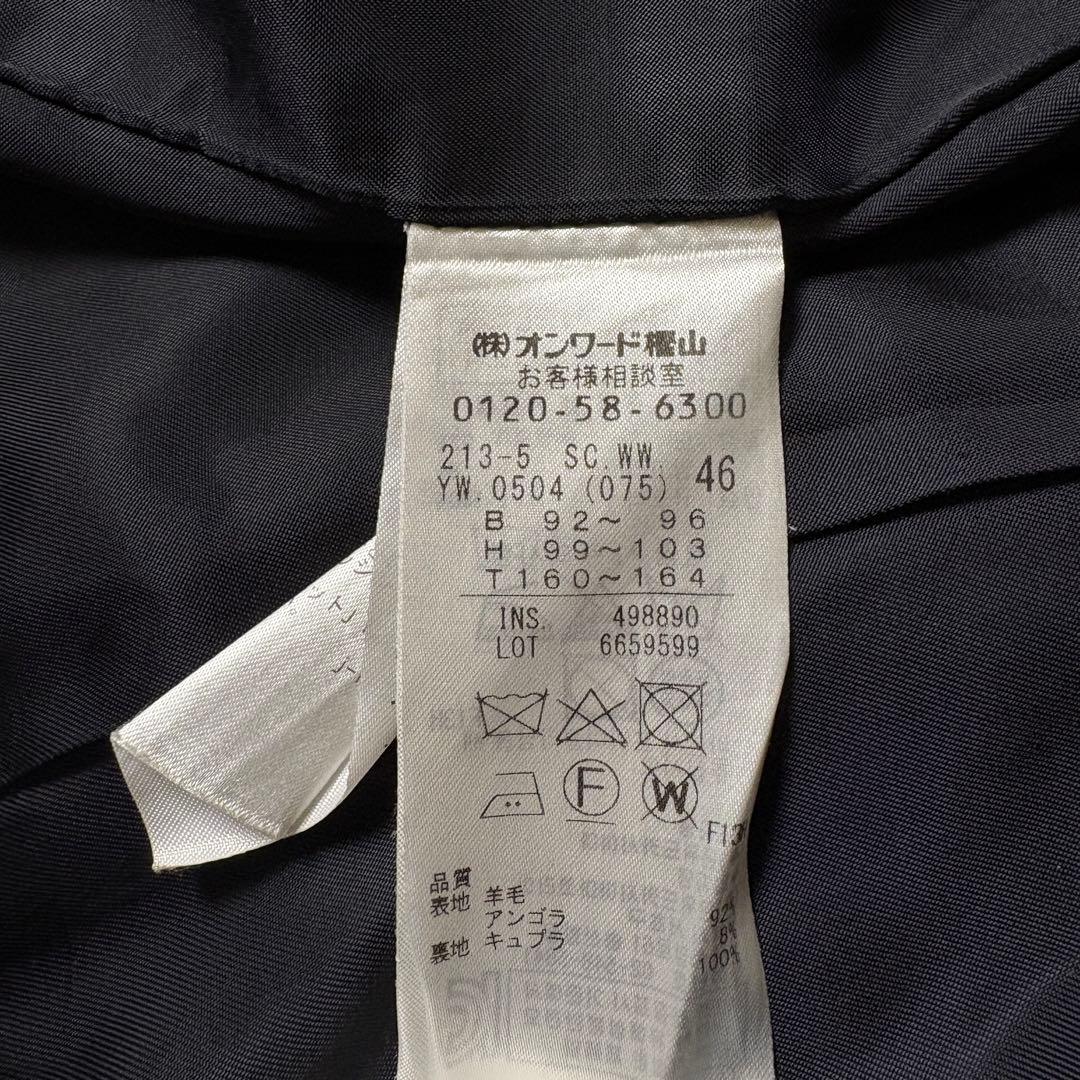 (株)オンワード樫山
お客様相談室
0120-58-6300
213-5 SC.WW.
YW.0504 (075) 46
B 92～ 96
H 99～103
T160～164
INS. 498890
LOT 6659599
F
W
F13
品質
表地 羊毛 92%
アンゴラ 8%
裏地 キュプラ 100%